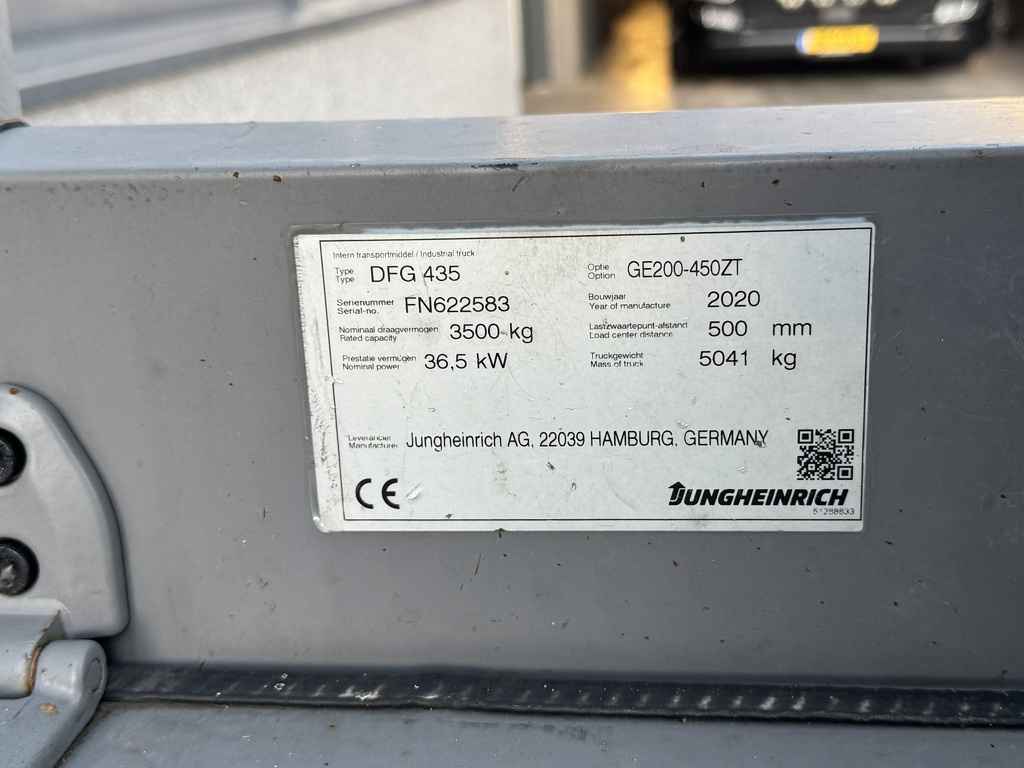 Intern transportmiddel / Industrial truck
Type
Type DFG 435
Optie
Option GE200-450ZT
Serienummer
Serial-no. FN622583
Bouwjaar
Year of manufacture 2020
Nominaal draagvermogen
Rated capacity 3500 kg
Lastzwaartepunt-afstand
Load center distance 500 mm
Prestatie vermogen
Nominal power 36,5 kW
Truckgewicht
Mass of truck 5041 kg
Leverancier
Manufacturer Jungheinrich AG, 22039 HAMBURG, GERMANY
CE
JUNGHEINRICH
51288833